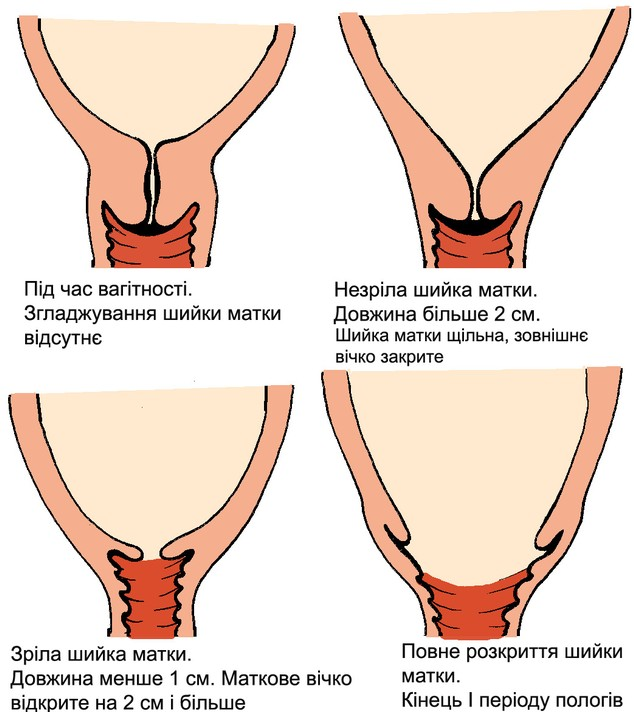 Під час вагітності.
Згладжування шийки матки
відсутнє
Незріла шийка матки.
Довжина більше 2 см.
Шийка матки щільна, зовнішнє
вічко закрите
Зріла шийка матки.
Довжина менше 1 см. Маткове вічко
відкрите на 2 см і більше
Повне розкриття шийки
матки.
Кінець І періоду пологів